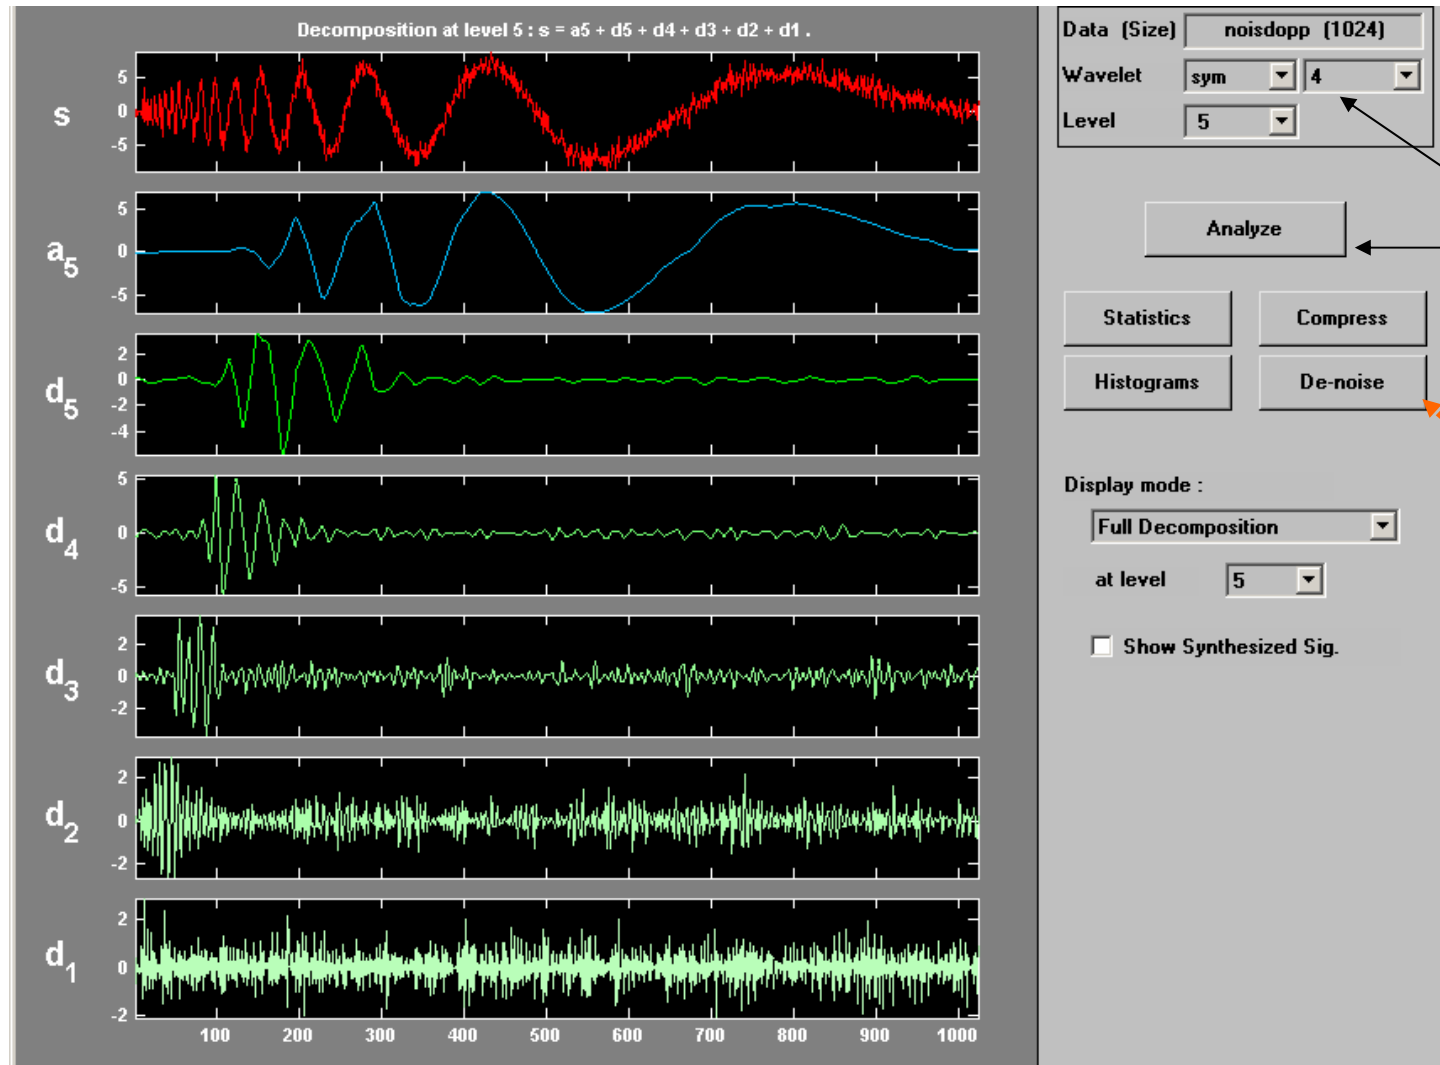 Decomposition at level 5 : s = a5 + d5 + d4 + d3 + d2 + d1 .
s
5
0
-5
a5
5
0
-5
d5
2
0
-2
-4
d4
5
0
-5
d3
2
0
-2
d2
2
0
-2
d1
2
0
-2
100 200 300 400 500 600 700 800 900 1000
Data (Size) noisdopp (1024)
Wavelet sym 4
Level 5
Analyze
Statistics Compress
Histograms De-noise
Display mode :
Full Decomposition
at level 5
Show Synthesized Sig.